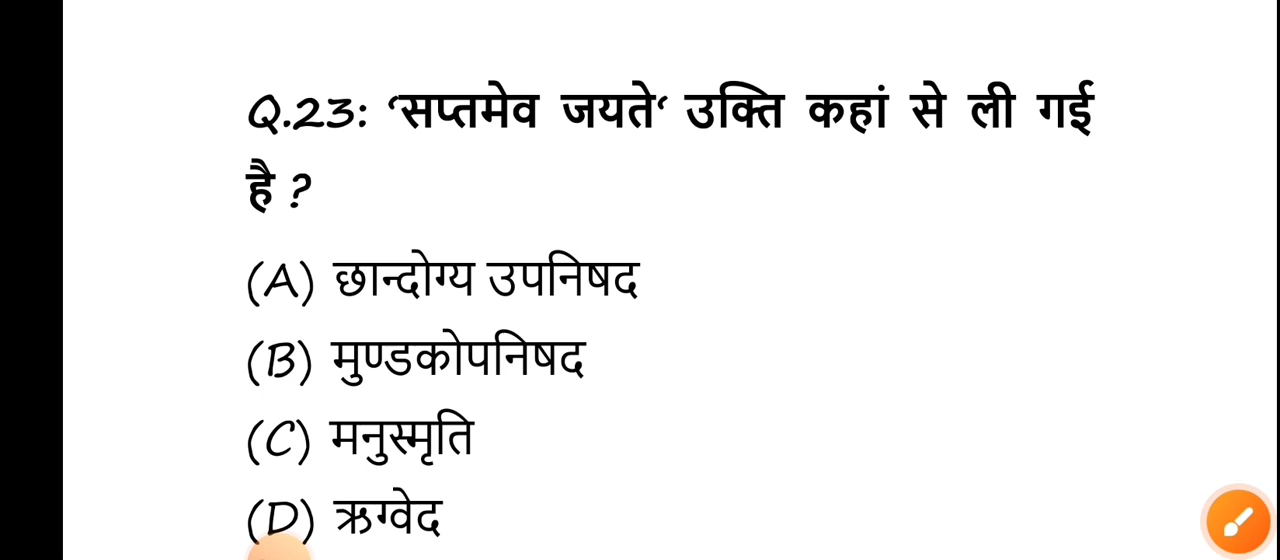 Q.23: ‘सप्तमेव जयते‘ उक्ति कहां से ली गई
है ?
(A) छान्दोग्य उपनिषद
(B) मुण्डकोपनिषद
(C) मनुस्मृति
(D) ऋग्वेद